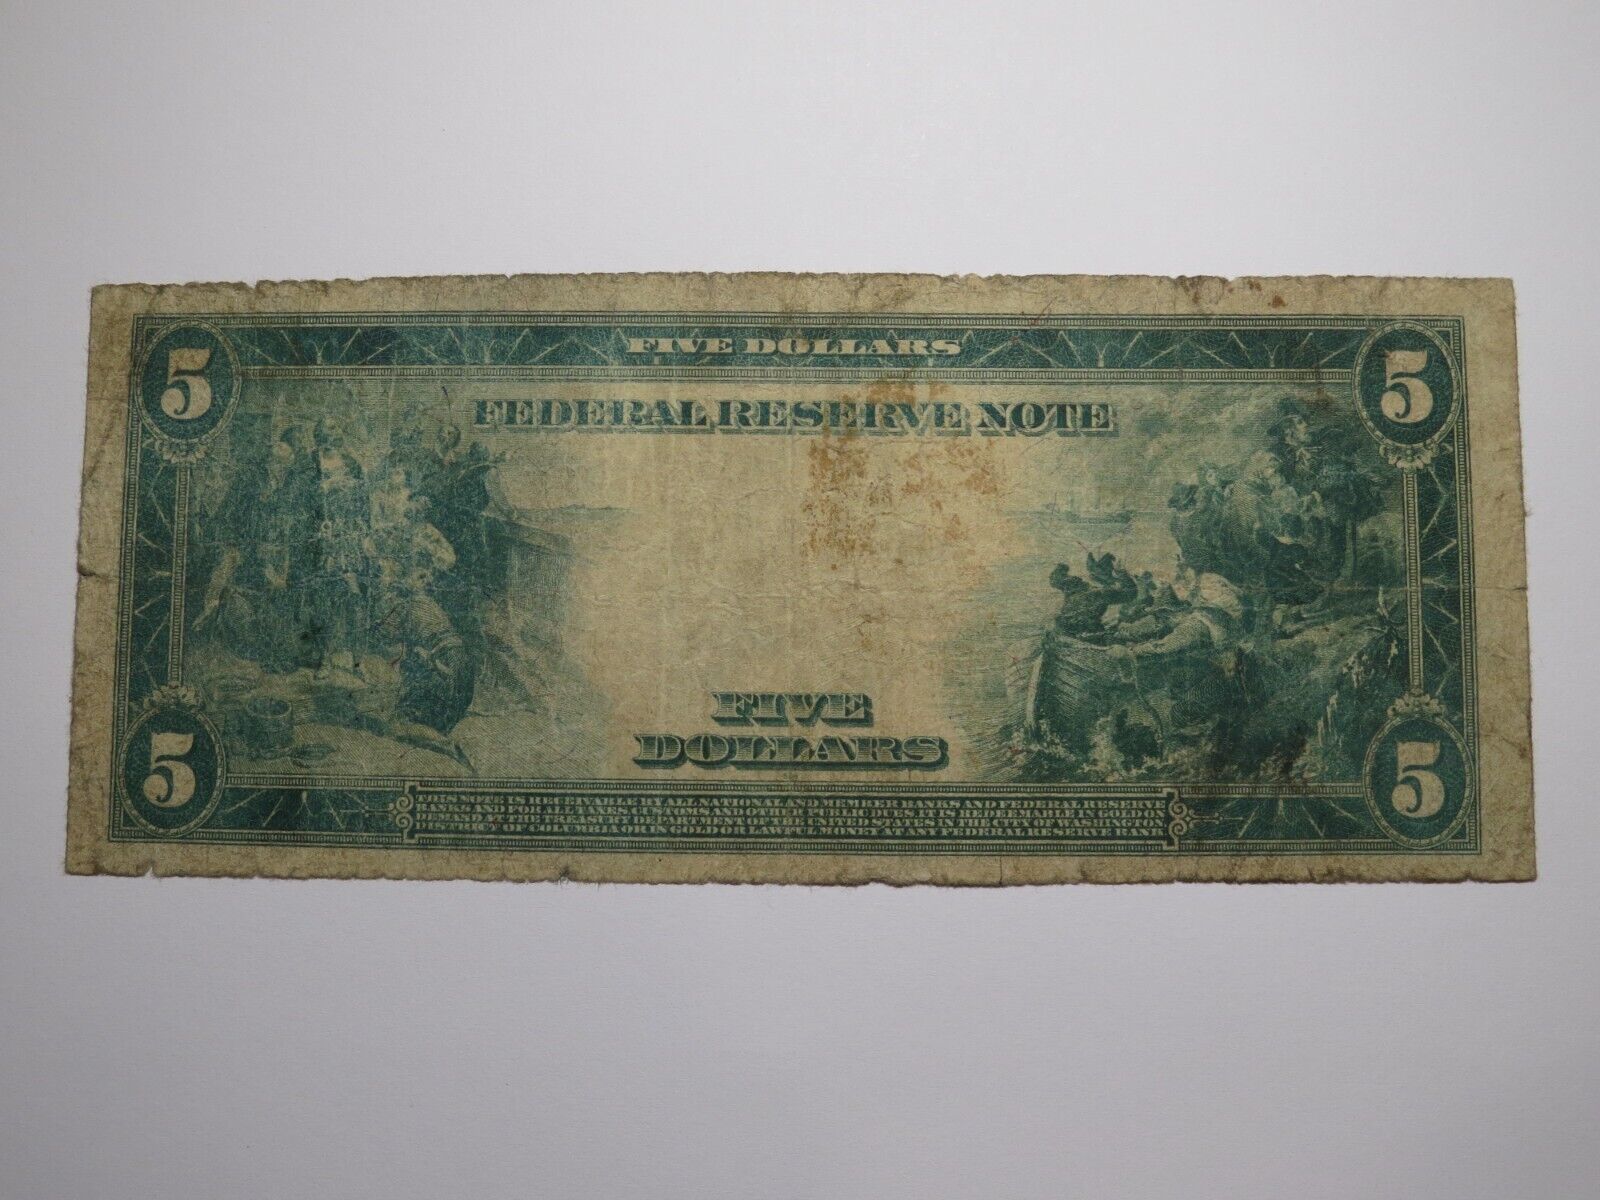 5 FIVE DOLLARS 5
FEDERAL RESERVE NOTE
FIVE
DOLLARS
5 5
THIS NOTE IS RECEIVABLE BY ALL NATIONAL AND MEMBER BANKS AND FEDERAL RESERVE
BANKS AND FOR ALL TAXES, CUSTOMS AND OTHER PUBLIC DUES. IT IS REDEEMABLE IN GOLD ON
DEMAND AT THE TREASURY DEPARTMENT OF THE UNITED STATES IN THE CITY OF WASHINGTON
DISTRICT OF COLUMBIA OR IN GOLD OR LAWFUL MONEY AT ANY FEDERAL RESERVE BANK.